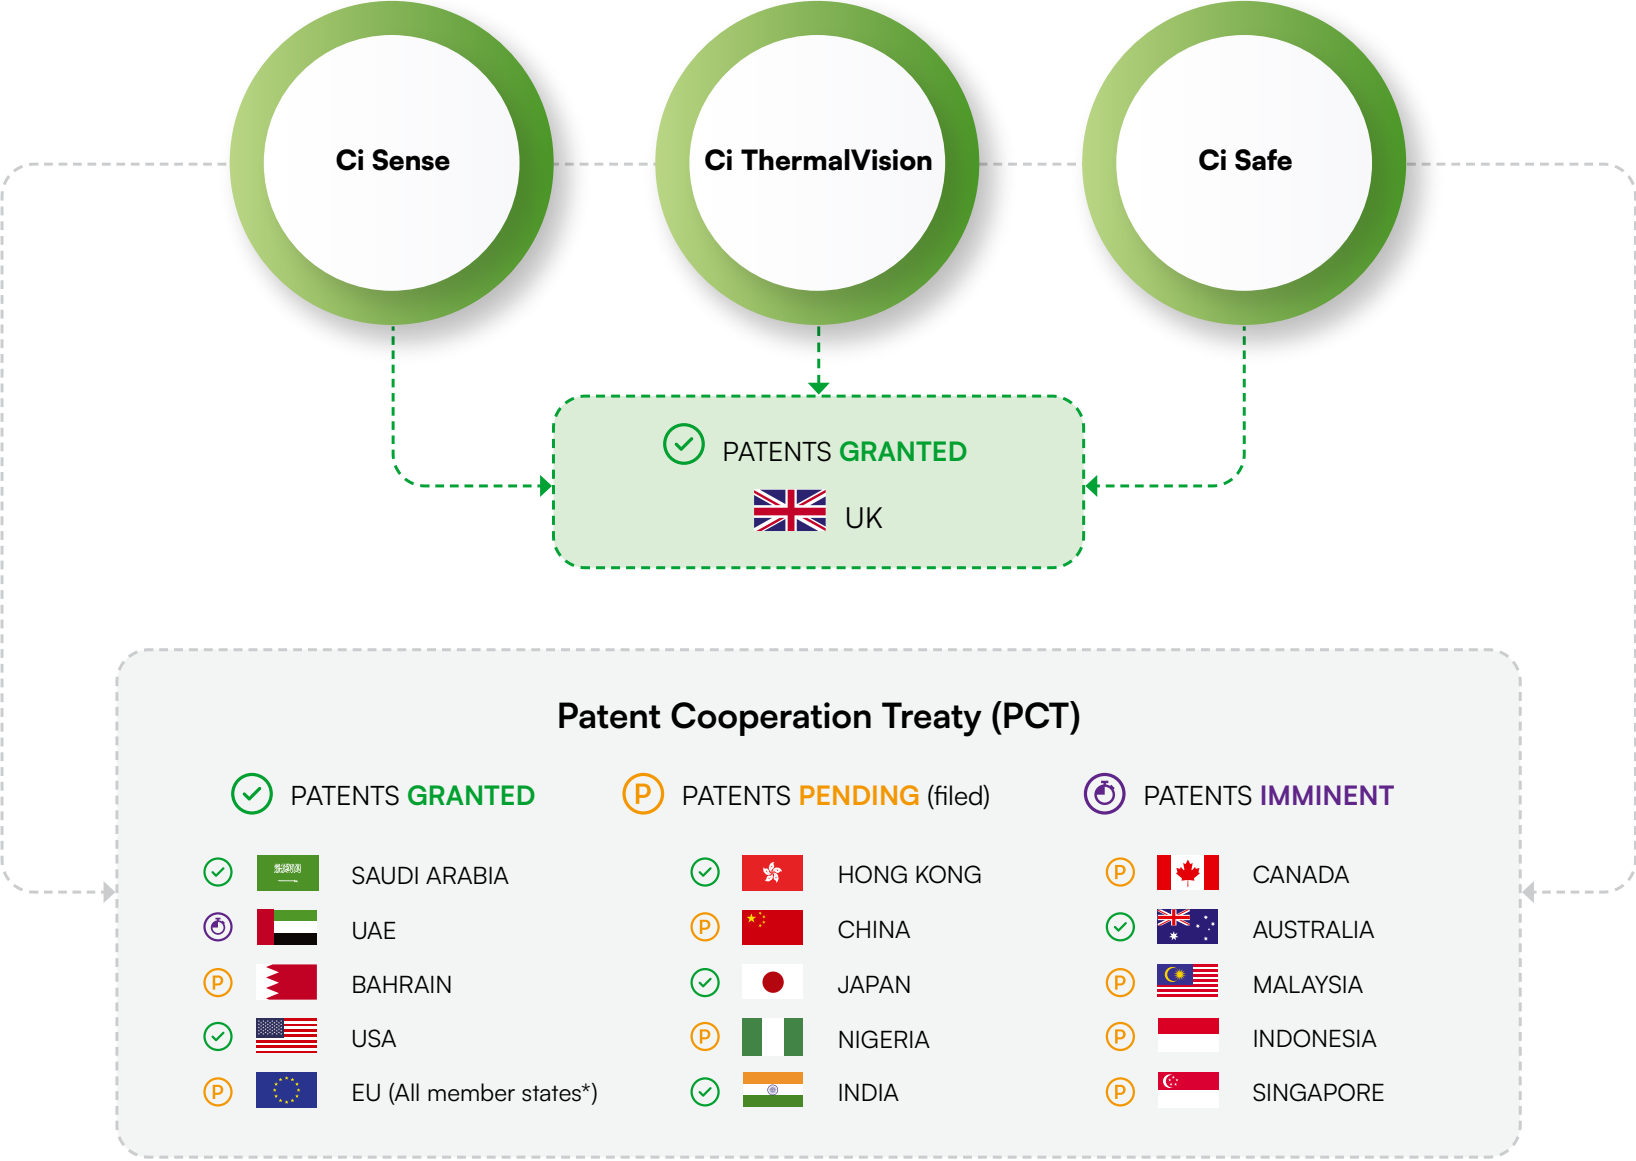 Ci Sense
Ci ThermalVision
Ci Safe
PATENTS GRANTED
UK
Patent Cooperation Treaty (PCT)
PATENTS GRANTED
P PATENTS PENDING (filed)
PATENTS IMMINENT
SAUDI ARABIA
UAE
P BAHRAIN
USA
P EU (All member states*)
HONG KONG
P CHINA
JAPAN
P NIGERIA
INDIA
P CANADA
AUSTRALIA
P MALAYSIA
P INDONESIA
P SINGAPORE